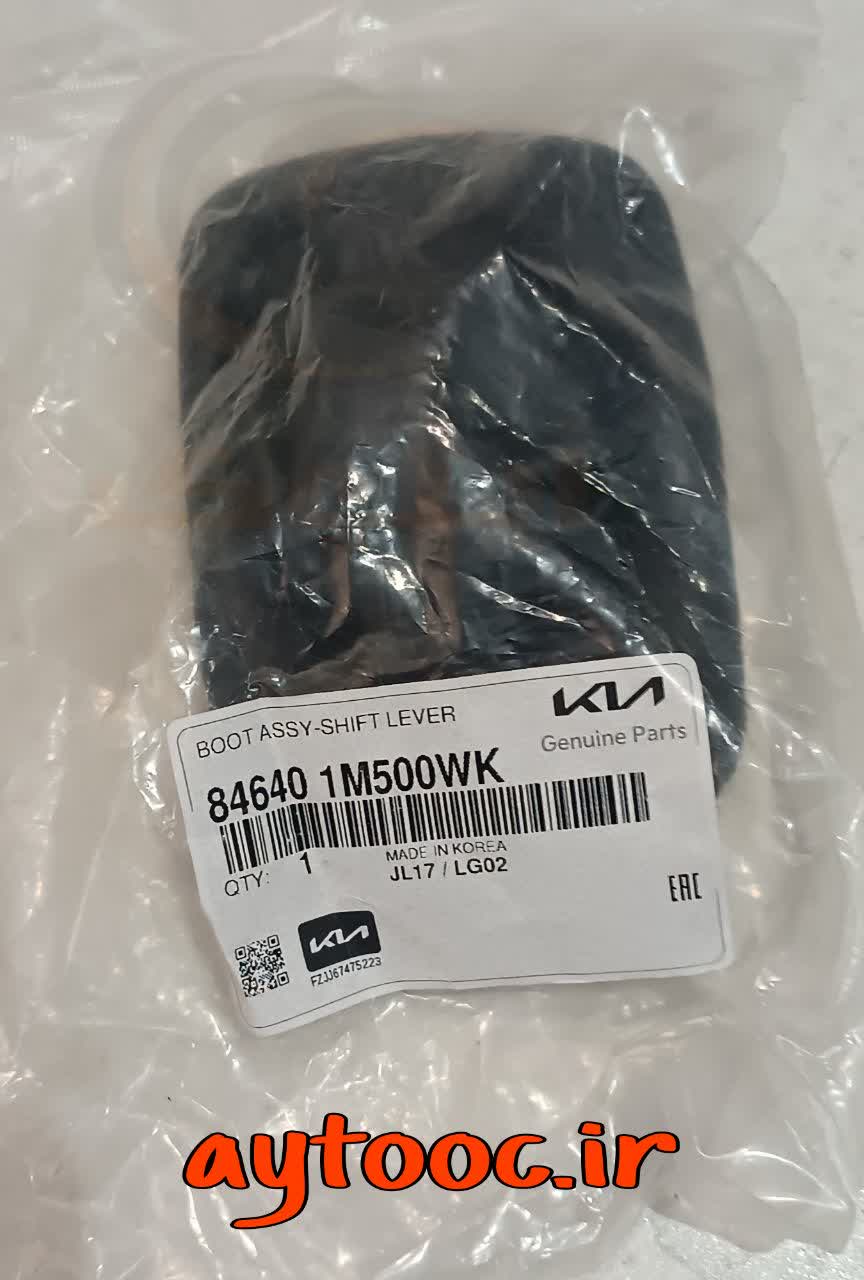 BOOT ASSY-SHIFT LEVER
KIA
Genuine Parts
84640 1M500WK
QTY: 1
MADE IN KOREA
JL17 / LG02
EAC
KIA
FZJJ67475223
aytooc.ir